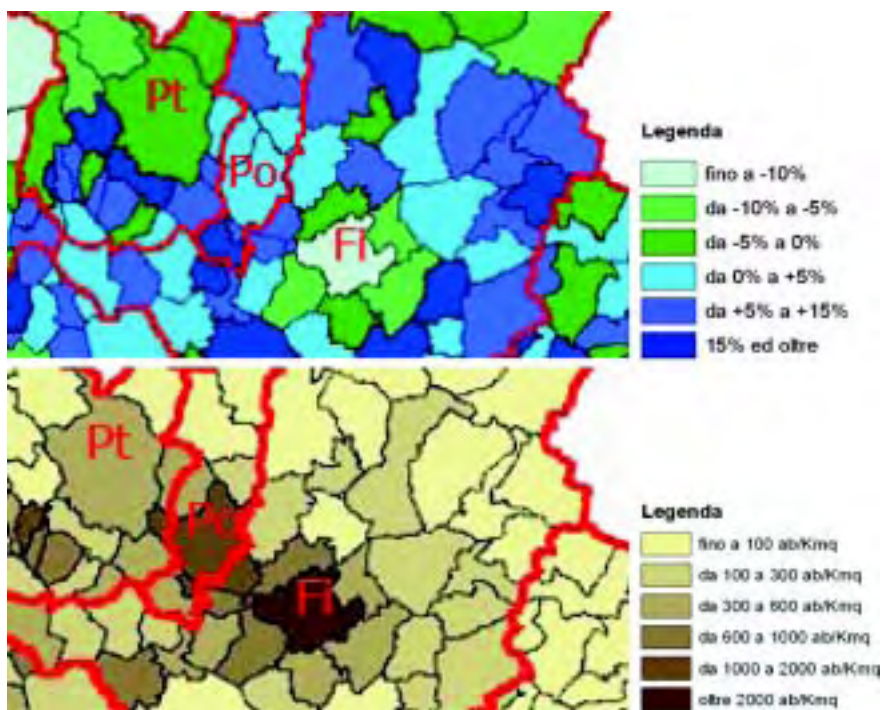 Pt
Po
Fi
Legenda
fino a -10%
da -10% a -5%
da -5% a 0%
da 0% a +5%
da +5% a +15%
15% ed oltre
Pt
Po
Fi
Legenda
fino a 100 ab/Kmq
da 100 a 300 ab/Kmq
da 300 a 600 ab/Kmq
da 600 a 1000 ab/Kmq
da 1000 a 2000 ab/Kmq
oltre 2000 ab/Kmq